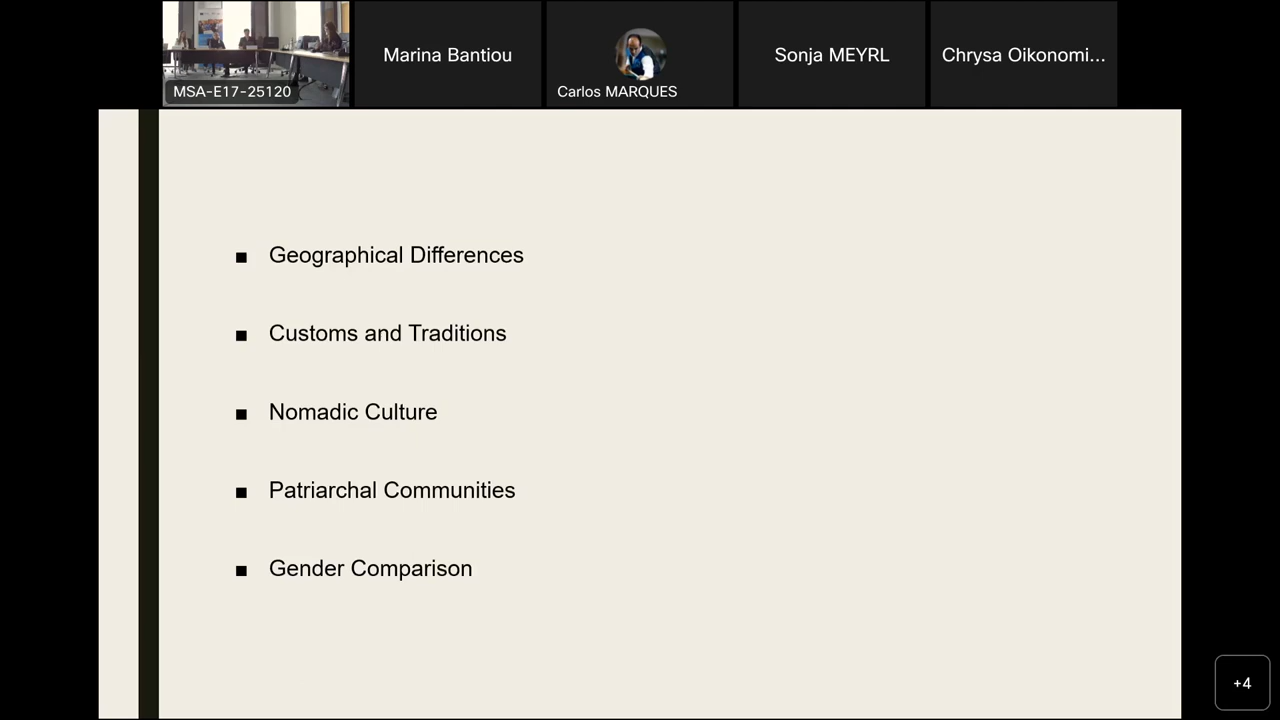 MSA-E17-25120
Marina Bantiou
Carlos MARQUES
Sonja MEYRL
Chrysa Oikonomi...
Geographical Differences
Customs and Traditions
Nomadic Culture
Patriarchal Communities
Gender Comparison
+4